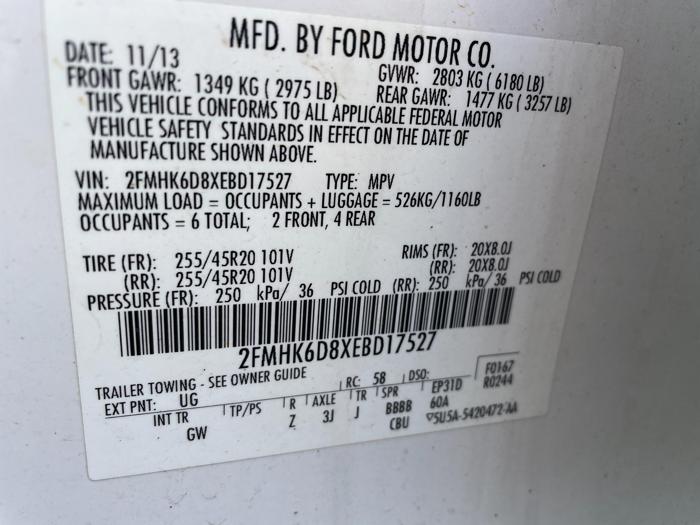 MFD. BY FORD MOTOR CO.
DATE: 11/13 GVWR: 2803 KG ( 6180 LB)
FRONT GAWR: 1349 KG ( 2975 LB) REAR GAWR: 1477 KG ( 3257 LB)
THIS VEHICLE CONFORMS TO ALL APPLICABLE FEDERAL MOTOR
VEHICLE SAFETY STANDARDS IN EFFECT ON THE DATE OF
MANUFACTURE SHOWN ABOVE.
VIN: 2FMHK6D8XEBD17527 TYPE: MPV
MAXIMUM LOAD = OCCUPANTS + LUGGAGE = 526KG/1160LB
OCCUPANTS = 6 TOTAL; 2 FRONT, 4 REAR
TIRE (FR): 255/45R20 101V RIMS (FR): 20X8.0J
(RR): 255/45R20 101V (RR): 20X8.0J
PRESSURE (FR): 250 kPa/ 36 PSI COLD (RR): 250 kPa/ 36 PSI COLD
2FMHK6D8XEBD17527
TRAILER TOWING - SEE OWNER GUIDE
F0167
R0244
EXT PNT: UG RC: 58 DSO:
INT TR TP/PS R AXLE TR SPR EP31D
GW Z 3J J BBBB 60A
CBU ▽5U5A-5420472-AA